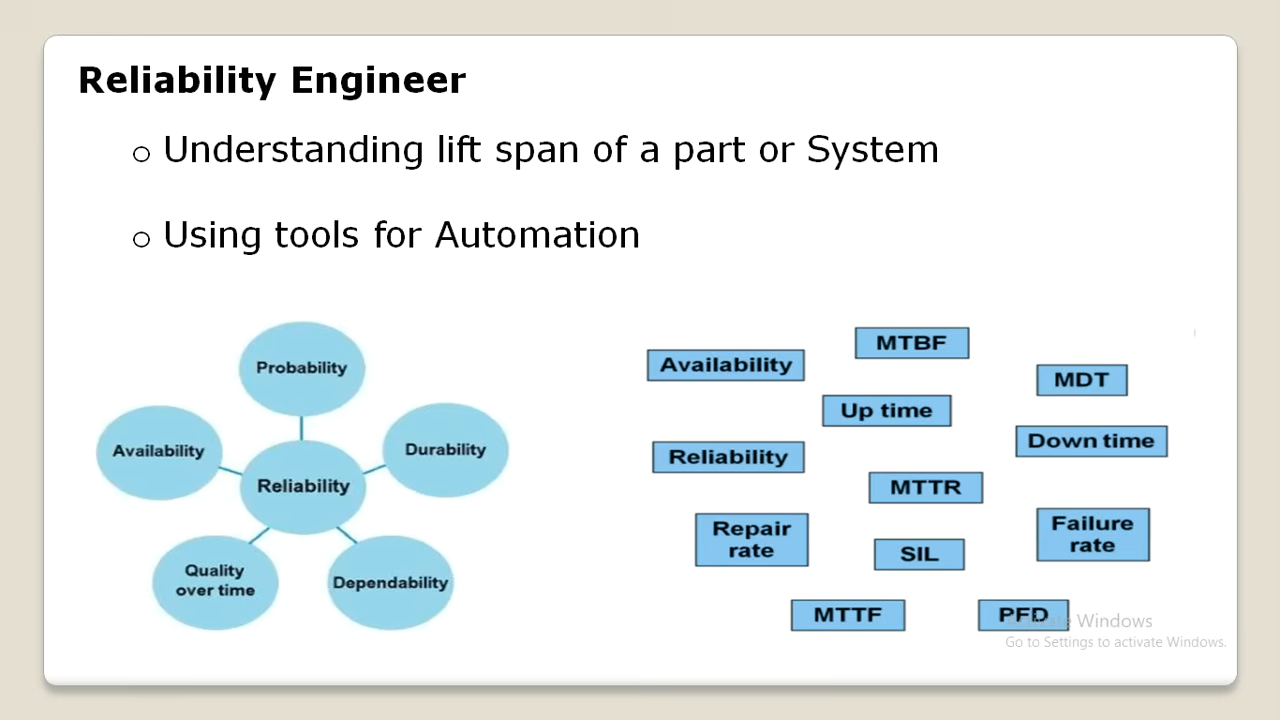 Reliability Engineer
o Understanding lift span of a part or System
o Using tools for Automation
Probability
Availability
Durability
Reliability
Quality
over time
Dependability
MTBF
Availability
MDT
Up time
Down time
Reliability
MTTR
Repair
rate
Failure
rate
SIL
MTTF
PFD
Activate Windows
Go to Settings to activate Windows.